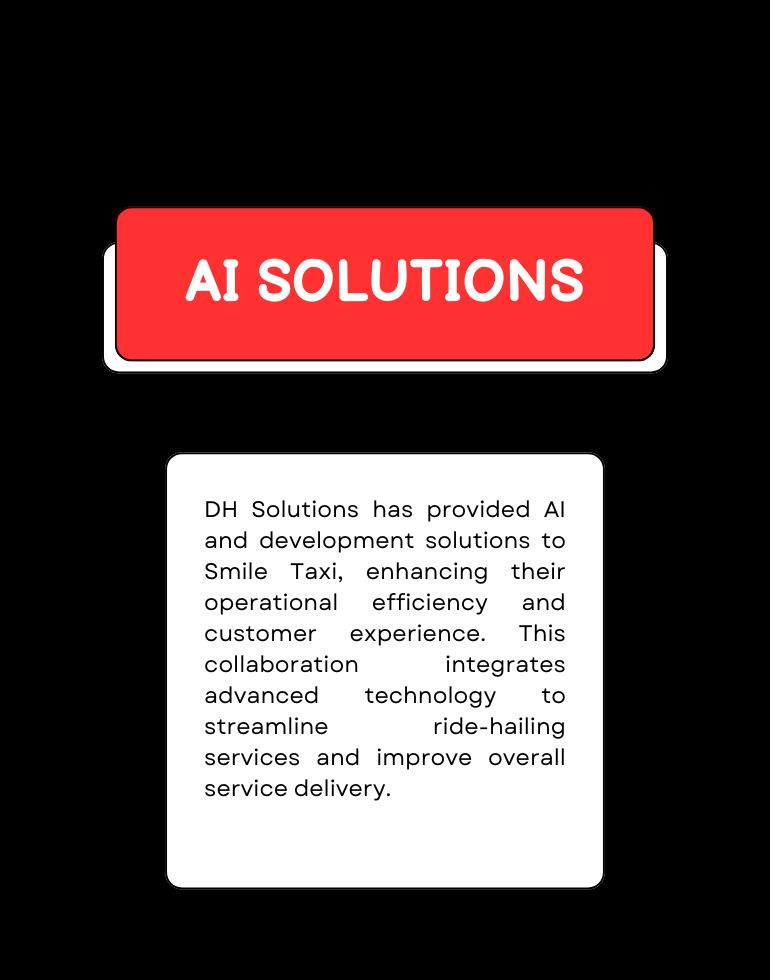 AI SOLUTIONS
DH Solutions has provided AI
and development solutions to
Smile Taxi, enhancing their
operational efficiency and
customer experience. This
collaboration integrates
advanced technology to
streamline ride-hailing
services and improve overall
service delivery.